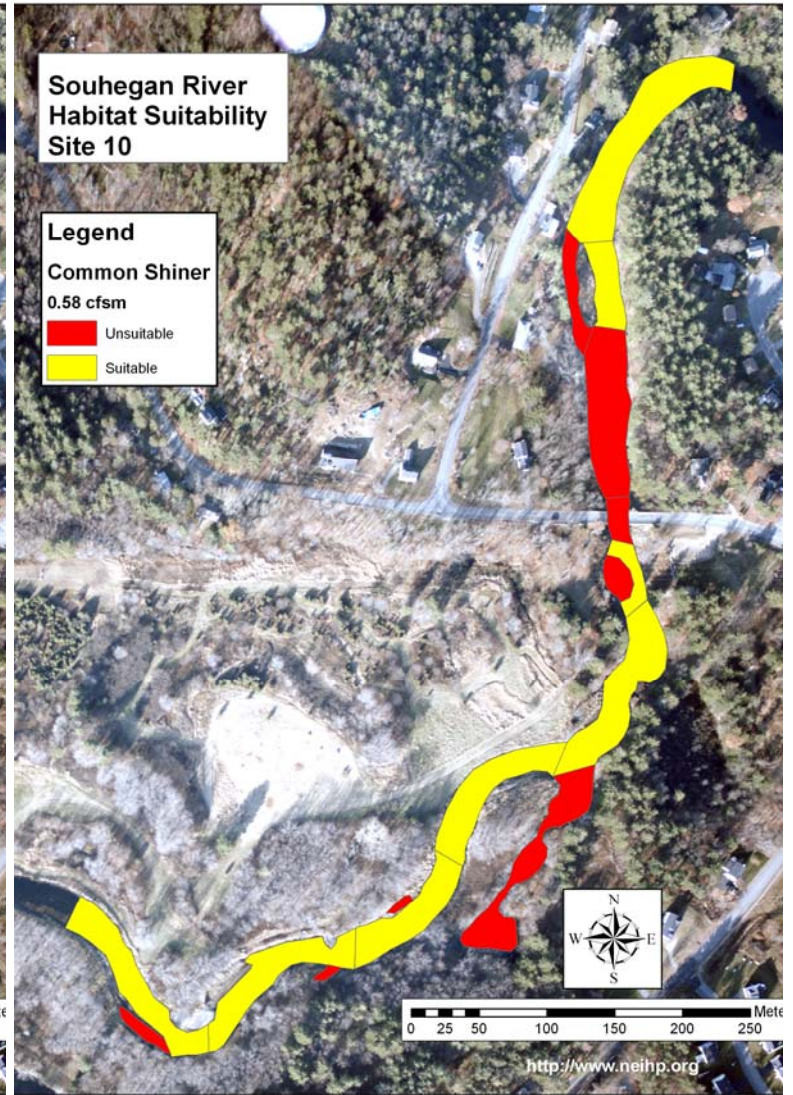 Souhegan River
Habitat Suitability
Site 10
Legend
Common Shiner
0.58 cfsm
Unsuitable
Suitable
N
W E
S
Mete
0 25 50 100 150 200 250
http://www.neihp.org